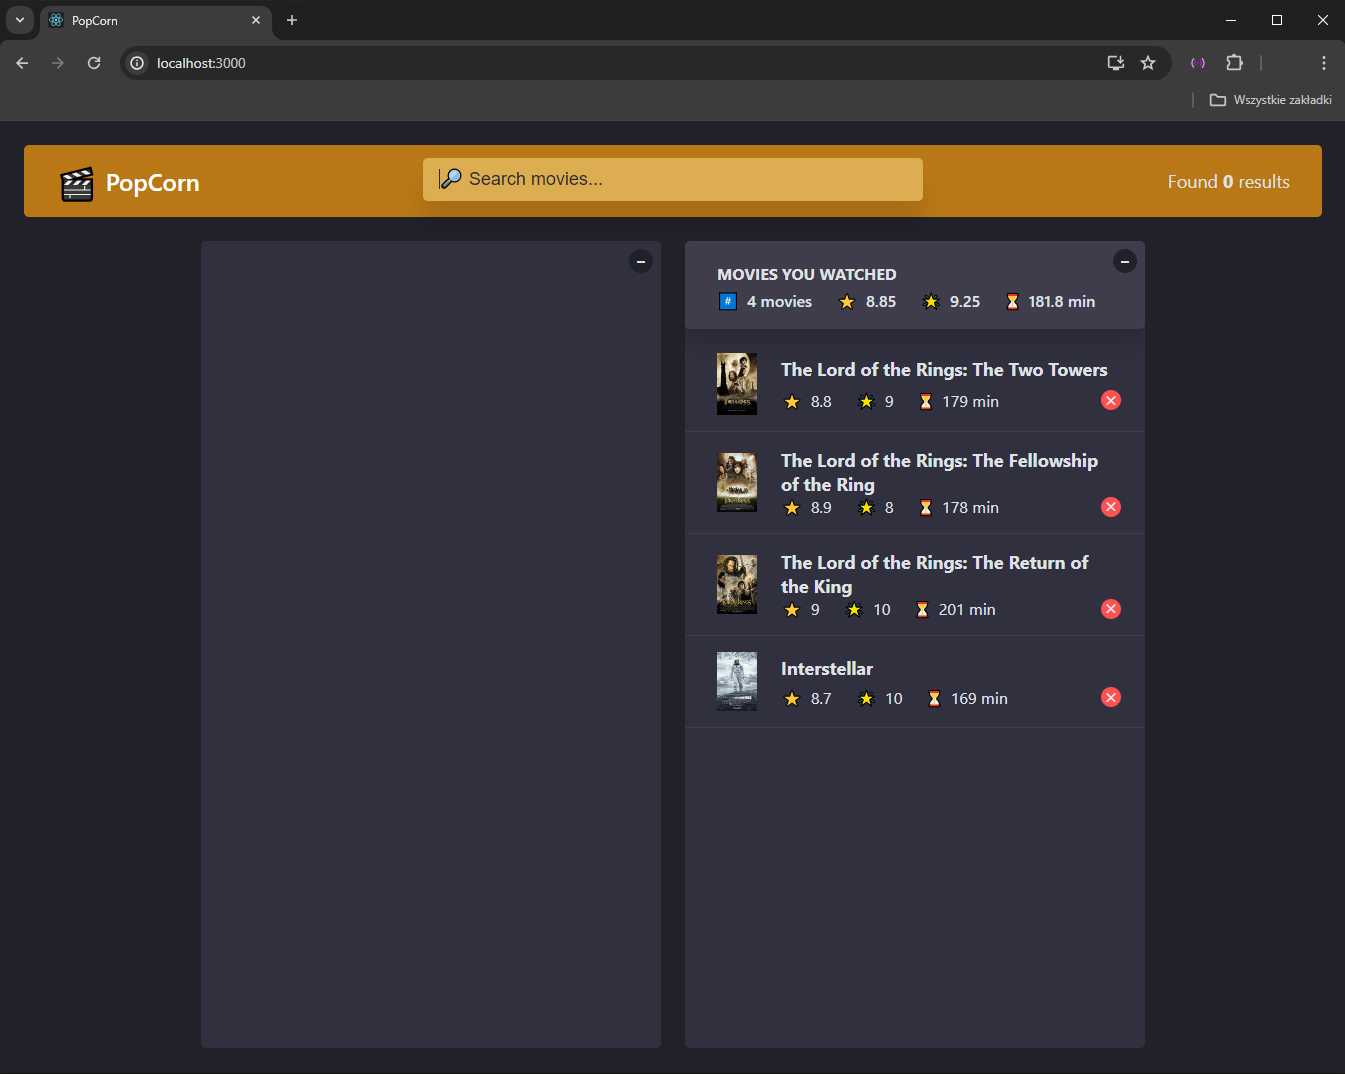 PopCorn
localhost:3000
Wszystkie zakładki
PopCorn
Search movies...
Found 0 results
MOVIES YOU WATCHED
# 4 movies 8.85 9.25 181.8 min
The Lord of the Rings: The Two Towers
8.8 9 179 min
The Lord of the Rings: The Fellowship
of the Ring
8.9 8 178 min
The Lord of the Rings: The Return of
the King
9 10 201 min
Interstellar
8.7 10 169 min